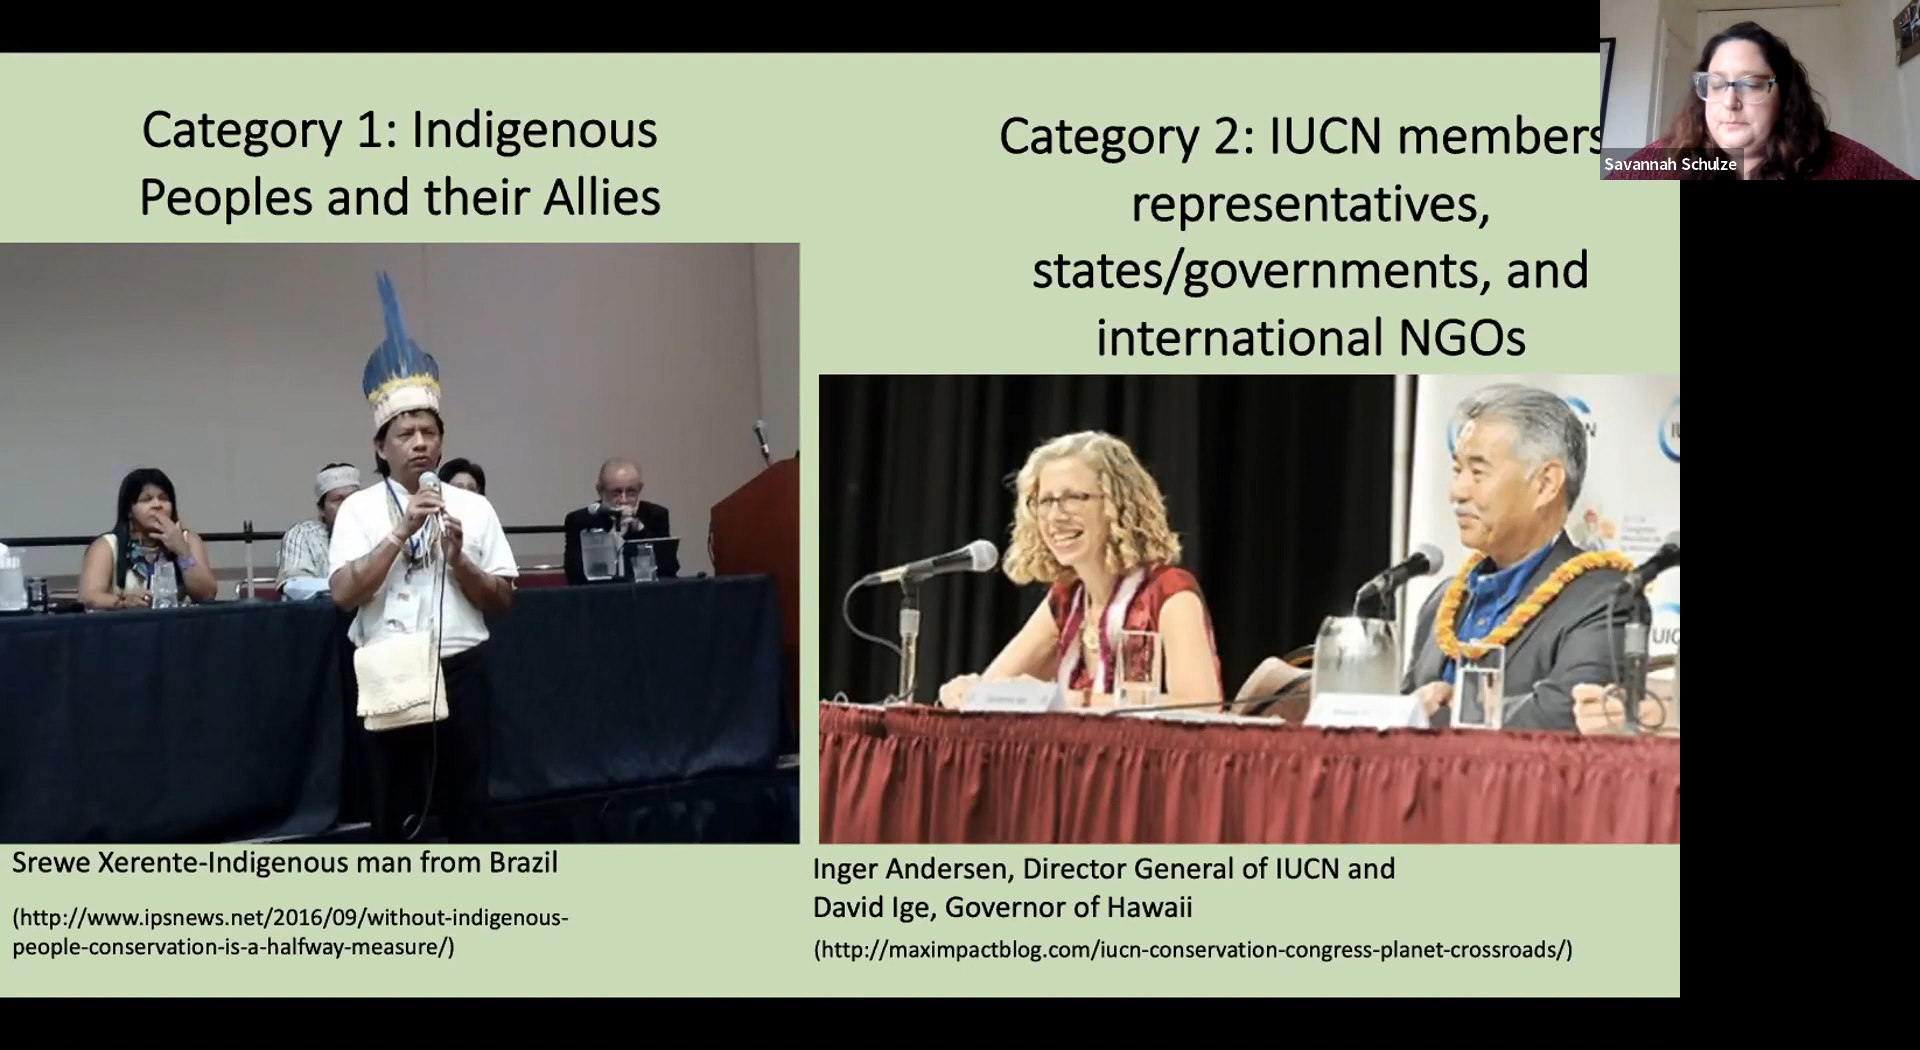 Category 1: Indigenous
Peoples and their Allies
Category 2: IUCN members
representatives,
states/governments, and
international NGOs
Savannah Schulze
Srewe Xerente-Indigenous man from Brazil
(http://www.ipsnews.net/2016/09/without-indigenous-
people-conservation-is-a-halfway-measure/)
Inger Andersen, Director General of IUCN and
David Ige, Governor of Hawaii
(http://maximpactblog.com/iucn-conservation-congress-planet-crossroads/)